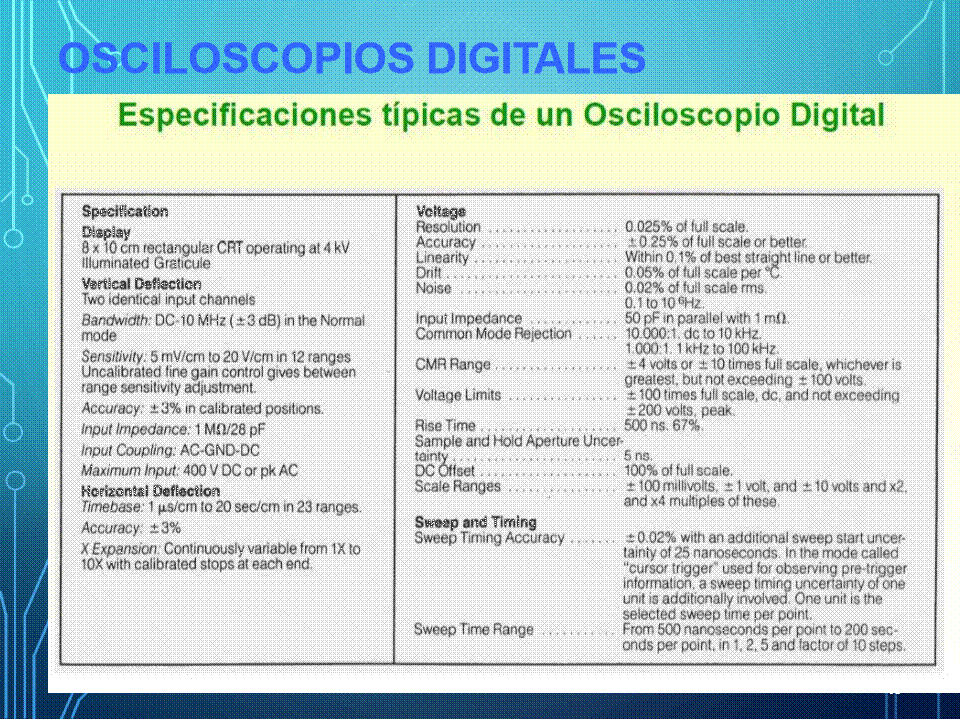 OSCILOSCOPIOS DIGITALES
Especificaciones típicas de un Osciloscopio Digital
Specification
Display
8 x 10 cm rectangular CRT operating at 4 kV
Illuminated Graticule
Vertical Deflection
Two identical input channels
Bandwidth: DC-10 MHz (±3 dB) in the Normal
mode
Sensitivity: 5 mV/cm to 20 V/cm in 12 ranges
Uncalibrated fine gain control gives between
range sensitivity adjustment.
Accuracy: ±3% in calibrated positions.
Input Impedance: 1 MΩ/28 pF
Input Coupling: AC-GND-DC
Maximum Input: 400 V DC or pk AC
Horizontal Deflection
Timebase: 1 µs/cm to 20 sec/cm in 23 ranges.
Accuracy: ±3%
X Expansion: Continuously variable from 1X to
10X with calibrated stops at each end.
Voltage
Resolution ................... 0.025% of full scale.
Accuracy .................... ±0.25% of full scale or better.
Linearity ..................... Within 0.1% of best straight line or better.
Drift ......................... 0.05% of full scale per °C.
Noise ....................... 0.02% of full scale rms.
0.1 to 10⁶Hz.
Input Impedance ............. 50 pF in parallel with 1 mΩ.
Common Mode Rejection ...... 10.000:1. dc to 10 kHz.
1.000:1. 1 kHz to 100 kHz.
CMR Range .................. ±4 volts or ±10 times full scale, whichever is
greatest, but not exceeding ±100 volts.
Voltage Limits ................ ±100 times full scale, dc, and not exceeding
±200 volts, peak.
Rise Time .................... 500 ns. 67%.
Sample and Hold Aperture Uncer-
tainty ........................ 5 ns.
DC Offset .................... 100% of full scale.
Scale Ranges ................ ±100 millivolts, ±1 volt, and ±10 volts and x2,
and x4 multiples of these.
Sweep and Timing
Sweep Timing Accuracy ....... ±0.02% with an additional sweep start uncer-
tainty of 25 nanoseconds. In the mode called
"cursor trigger" used for observing pre-trigger
information, a sweep timing uncertainty of one
unit is additionally involved. One unit is the
selected sweep time per point.
Sweep Time Range ........... From 500 nanoseconds per point to 200 sec-
onds per point, in 1, 2, 5 and factor of 10 steps.